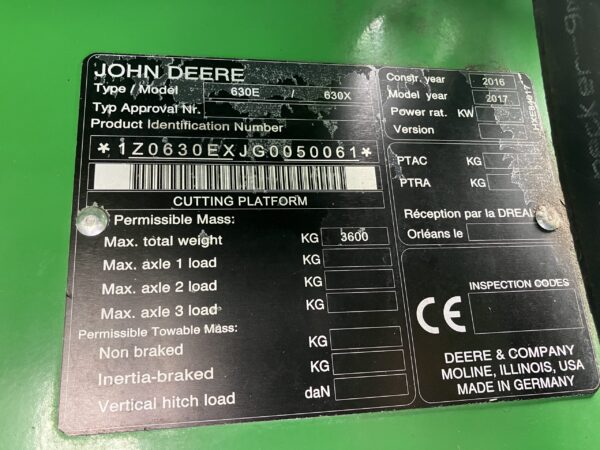 JOHN DEERE
Type / Model 630E / 630X
Typ Approval Nr.
Product Identification Number
*1Z0630EXJG0050061*
CUTTING PLATFORM
Permissible Mass:
Max. total weight KG 3600
Max. axle 1 load KG
Max. axle 2 load KG
Max. axle 3 load KG
Permissible Towable Mass:
Non braked KG
Inertia-braked KG
Vertical hitch load daN
Constr. year 2016
Model year 2017
Power rat. KW
Version
PTAC KG
PTRA KG
Réception par la DREAL
Orléans le
INSPECTION CODES
CE
DEERE & COMPANY
MOLINE, ILLINOIS, USA
MADE IN GERMANY